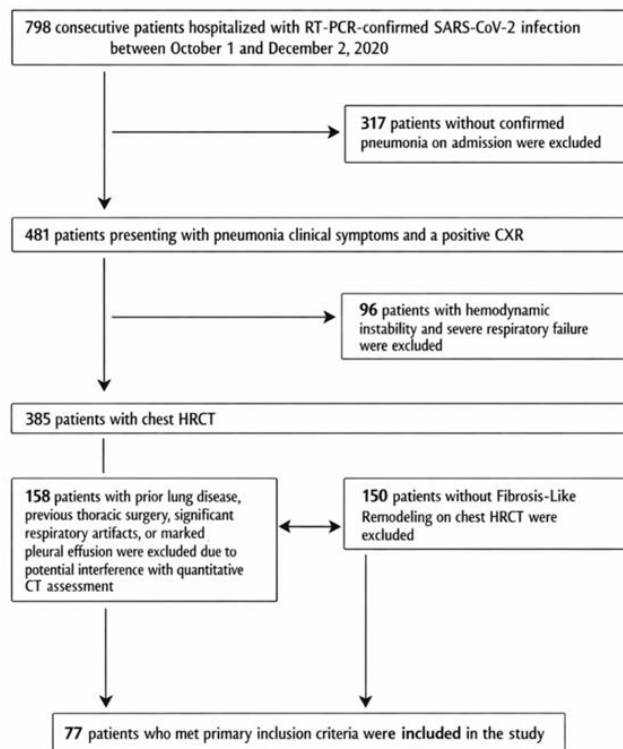 798 consecutive patients hospitalized with RT-PCR-confirmed SARS-CoV-2 infection
between October 1 and December 2, 2020
317 patients without confirmed
pneumonia on admission were excluded
481 patients presenting with pneumonia clinical symptoms and a positive CXR
96 patients with hemodynamic
instability and severe respiratory failure
were excluded
385 patients with chest HRCT
158 patients with prior lung disease,
previous thoracic surgery, significant
respiratory artifacts, or marked
pleural effusion were excluded due to
potential interference with quantitative
CT assessment
150 patients without Fibrosis-Like
Remodeling on chest HRCT were
excluded
77 patients who met primary inclusion criteria were included in the study